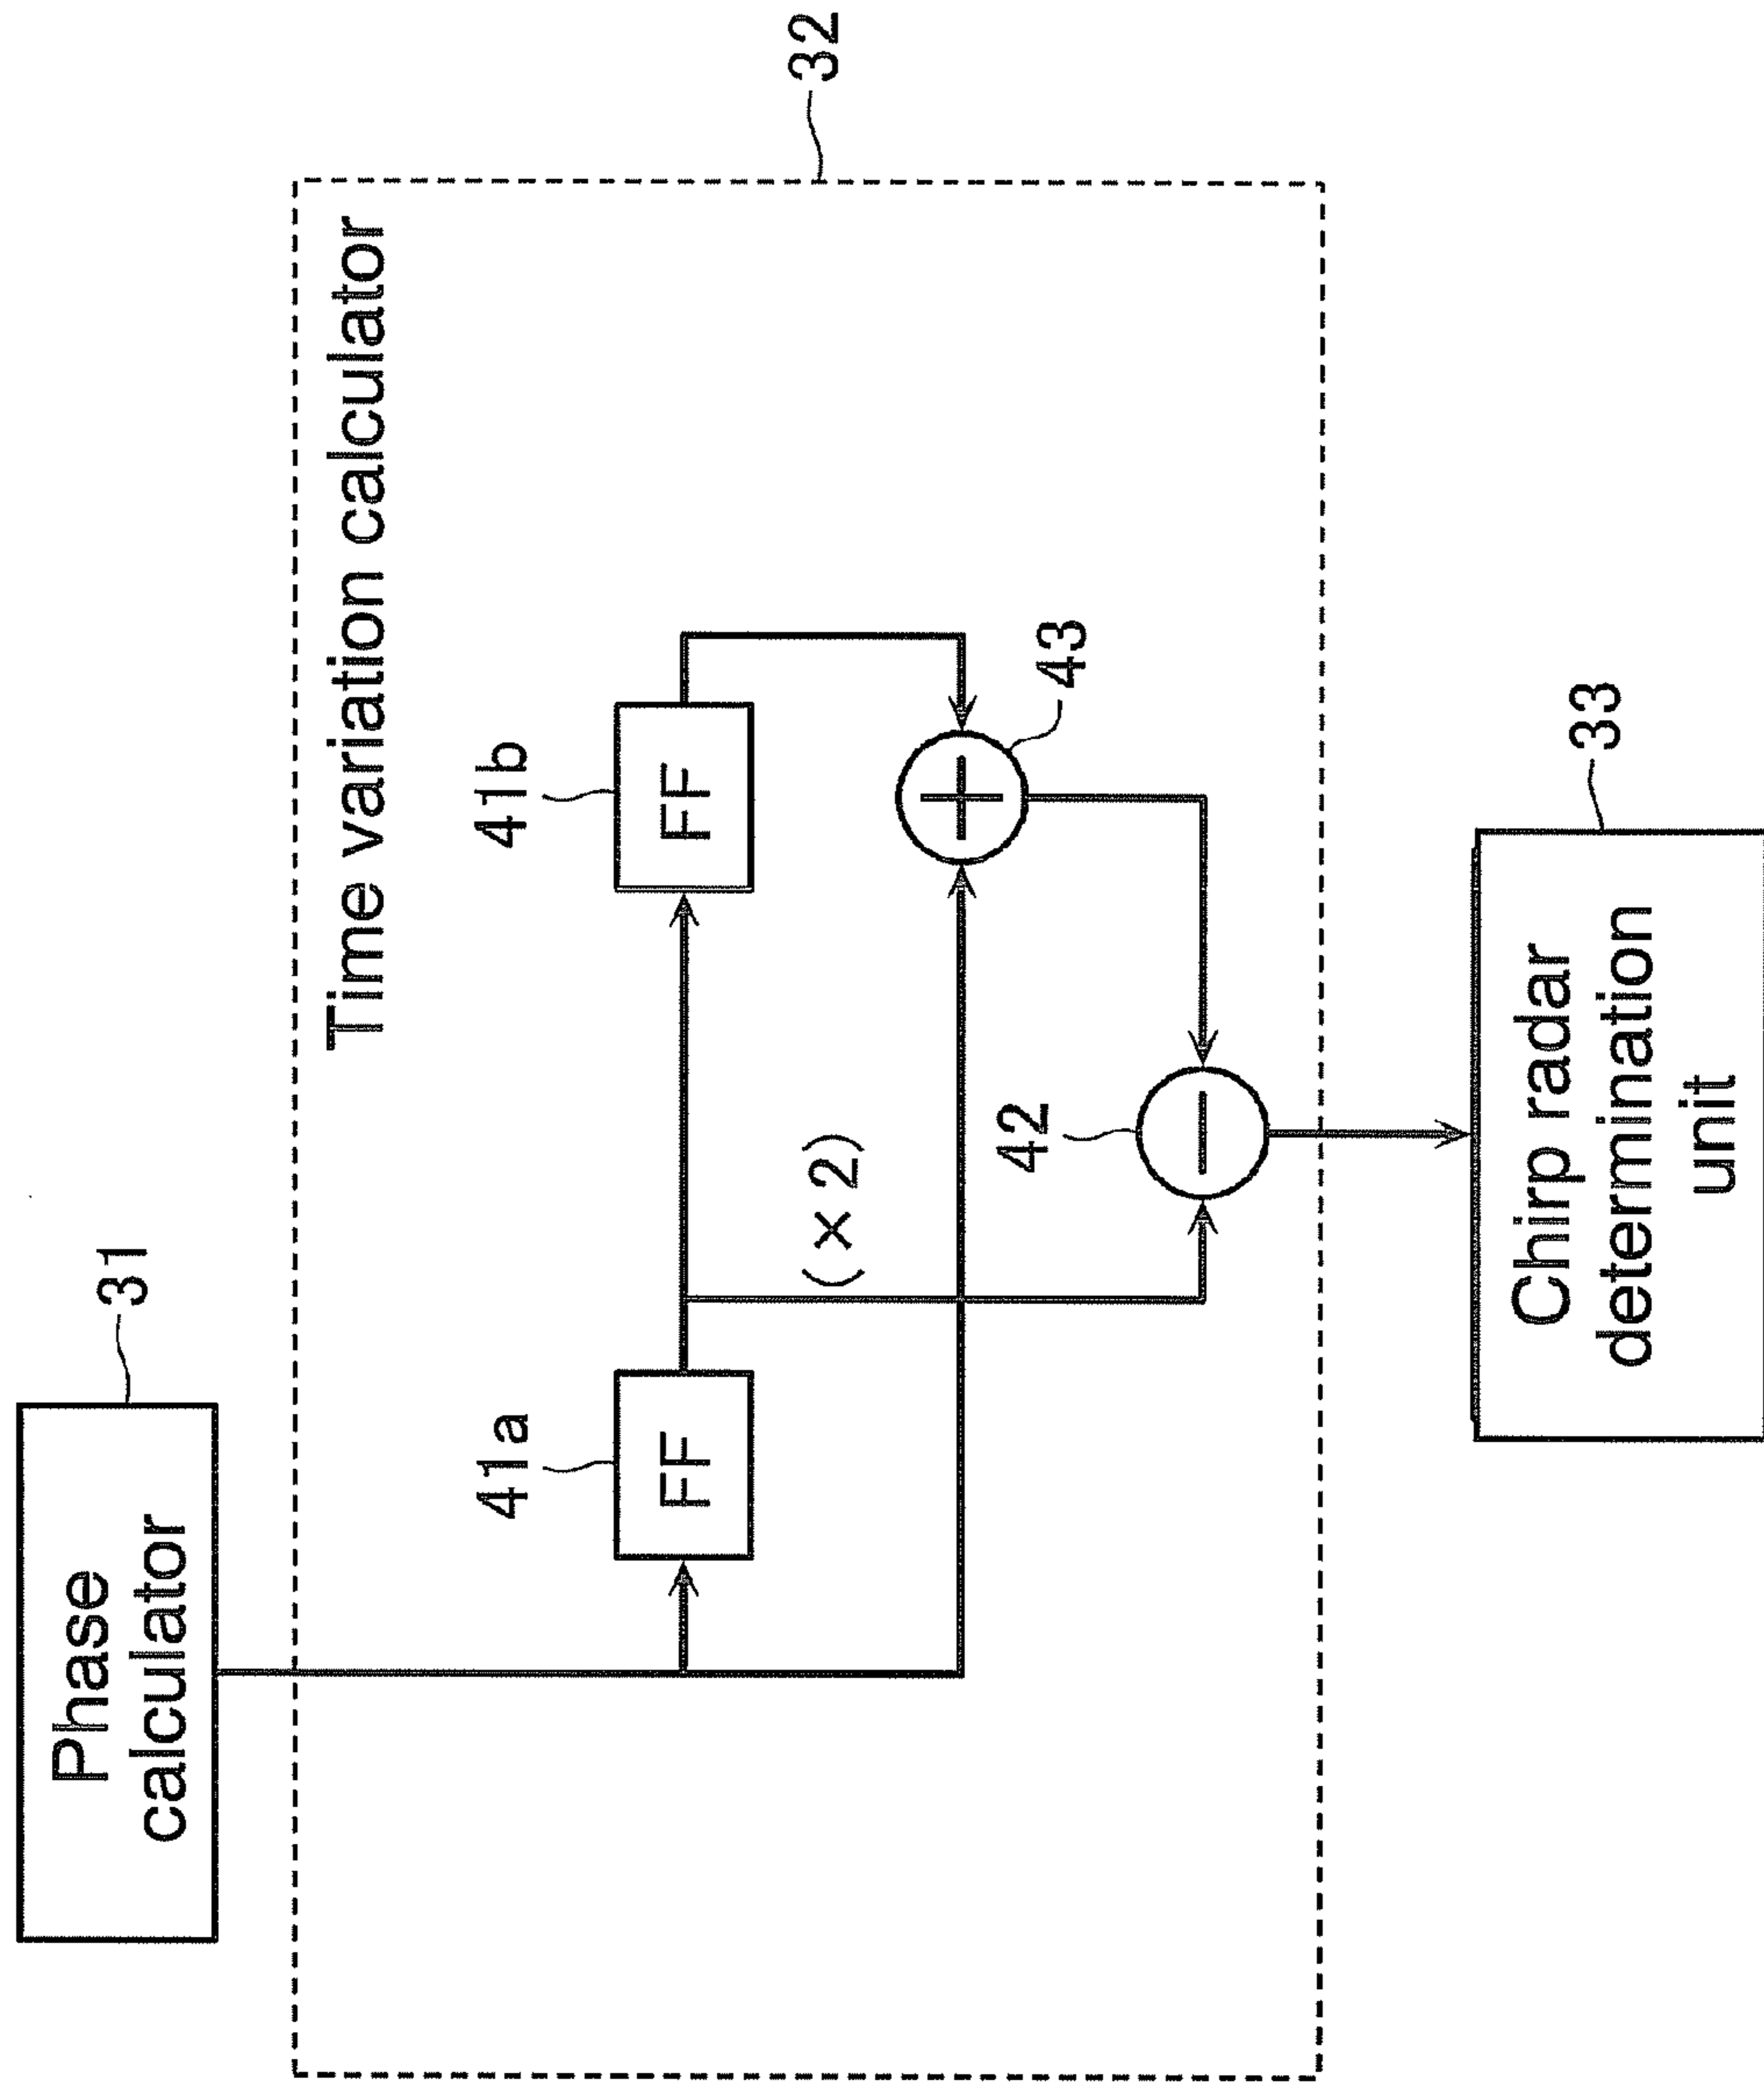 31
Phase
calculator
32
Time variation calculator
41a
FF
41b
FF
(×2)
43
+
42
−
33
Chirp radar
determination
unit